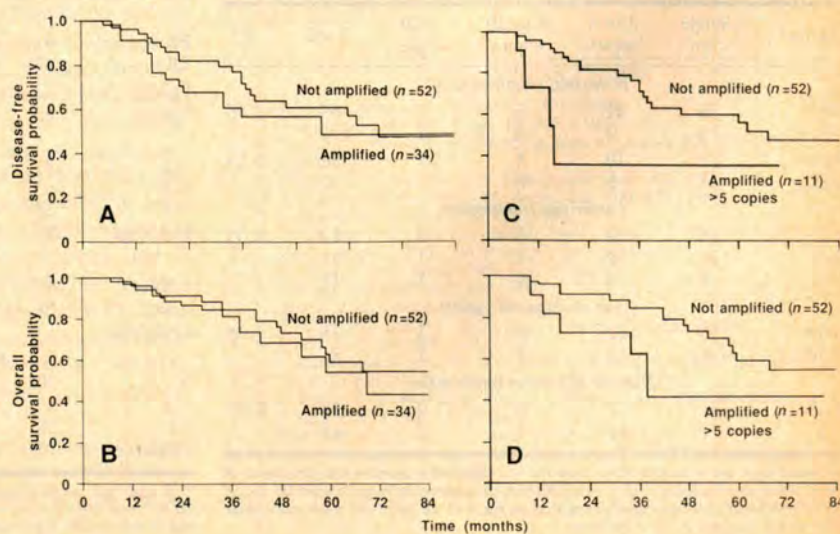 1.0
0.8
0.6
0.4
0.2
0
Disease-free
survival probability
Not amplified (n=52)
Amplified (n=34)
A
Not amplified (n=52)
Amplified (n=11)
>5 copies
C
1.0
0.8
0.6
0.4
0.2
0
Overall
survival probability
Not amplified (n=52)
Amplified (n=34)
B
0 12 24 36 48 60 72 84
Not amplified (n=52)
Amplified (n=11)
>5 copies
D
0 12 24 36 48 60 72 84
Time (months)